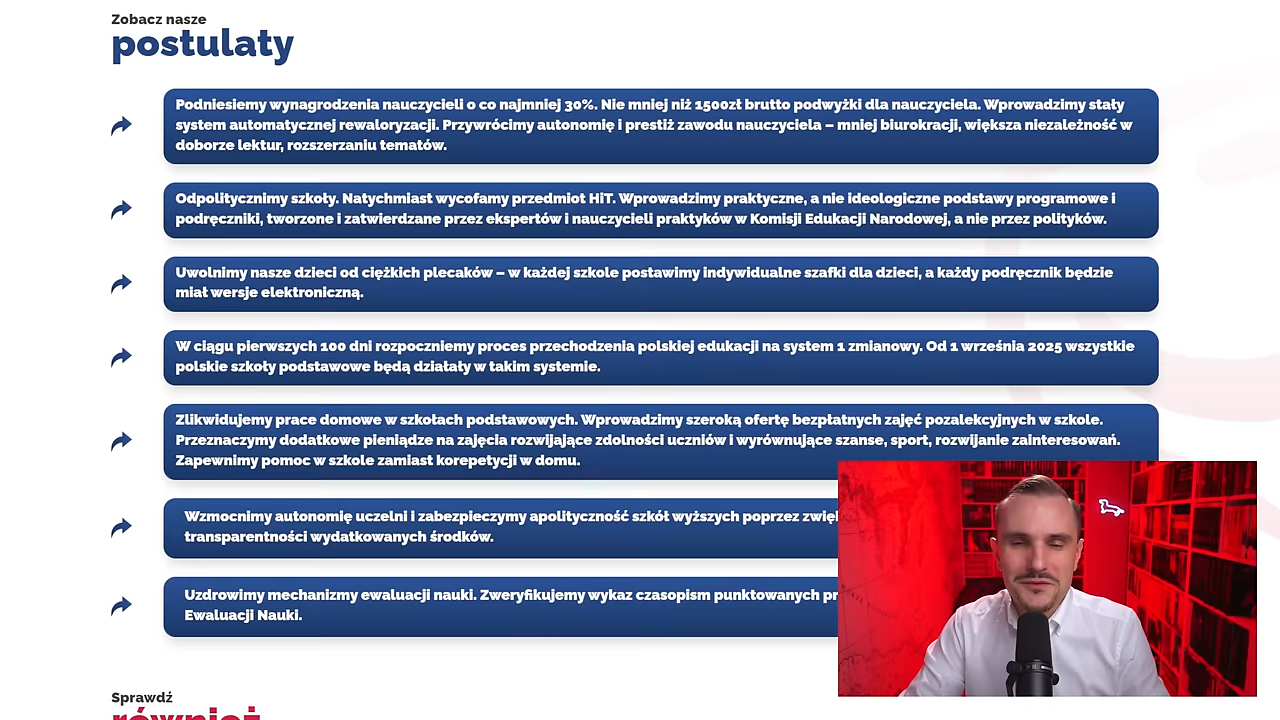 Zobacz nasze
postulaty
Podniesiemy wynagrodzenia nauczycieli o co najmniej 30%. Nie mniej niż 1500zł brutto podwyżki dla nauczyciela. Wprowadzimy stały
system automatycznej rewaloryzacji. Przywrócimy autonomię i prestiż zawodu nauczyciela – mniej biurokracji, większa niezależność w
doborze lektur, rozszerzaniu tematów.
Odpolitycznimy szkoły. Natychmiast wycofamy przedmiot HiT. Wprowadzimy praktyczne, a nie ideologiczne podstawy programowe i
podręczniki, tworzone i zatwierdzane przez ekspertów i nauczycieli praktyków w Komisji Edukacji Narodowej, a nie przez polityków.
Uwolnimy nasze dzieci od ciężkich plecaków – w każdej szkole postawimy indywidualne szafki dla dzieci, a każdy podręcznik będzie
miał wersje elektroniczną.
W ciągu pierwszych 100 dni rozpoczniemy proces przechodzenia polskiej edukacji na system 1 zmianowy. Od 1 września 2025 wszystkie
polskie szkoły podstawowe będą działały w takim systemie.
Zlikwidujemy prace domowe w szkołach podstawowych. Wprowadzimy szeroką ofertę bezpłatnych zajęć pozalekcyjnych w szkole.
Przeznaczymy dodatkowe pieniądze na zajęcia rozwijające zdolności uczniów i wyrównujące szanse, sport, rozwijanie zainteresowań.
Zapewnimy pomoc w szkole zamiast korepetycji w domu.
Wzmocnimy autonomię uczelni i zabezpieczymy apolityczność szkół wyższych poprzez
transparentności wydatkowanych środków.
Uzdrowimy mechanizmy ewaluacji nauki. Zweryfikujemy wykaz czasopism punktowanych
Ewaluacji Nauki.
Sprawdź
również